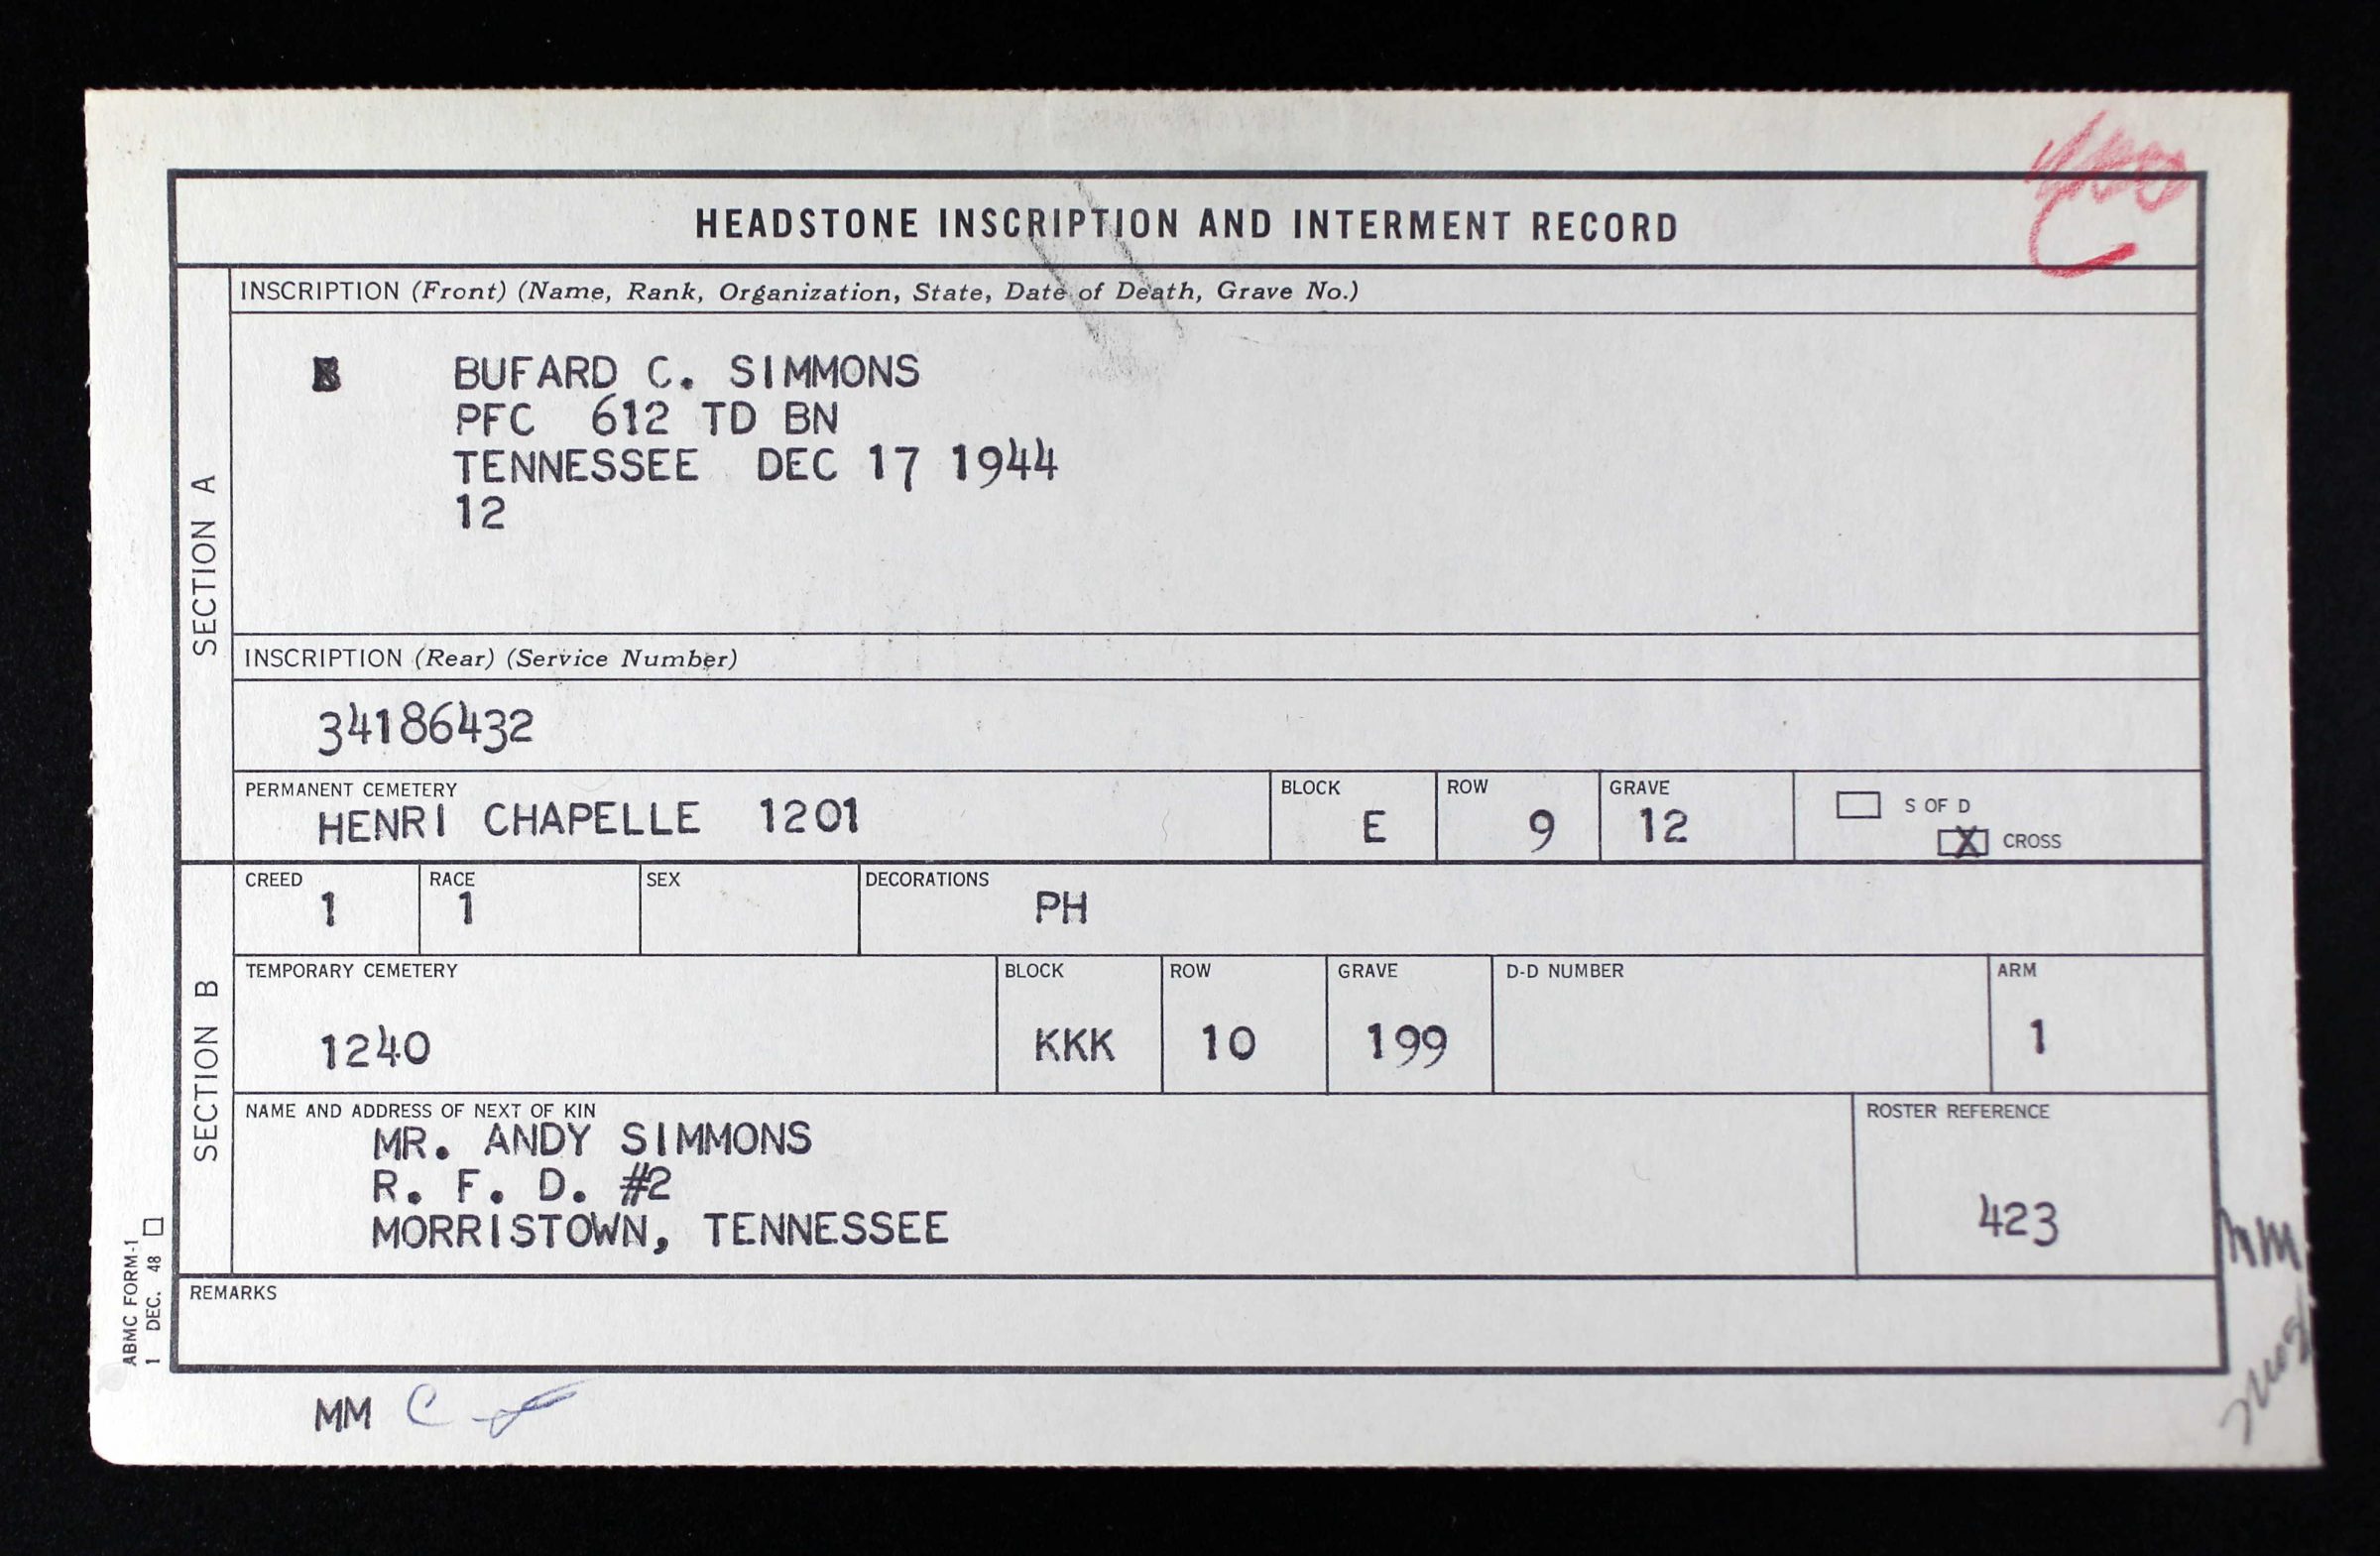 HEADSTONE INSCRIPTION AND INTERMENT RECORD
SECTION A
INSCRIPTION (Front) (Name, Rank, Organization, State, Date of Death, Grave No.)
BUFARD C. SIMMONS
PFC 612 TD BN
TENNESSEE DEC 17 1944
12
INSCRIPTION (Rear) (Service Number)
34186432
PERMANENT CEMETERY BLOCK ROW GRAVE
HENRI CHAPELLE 1201 E 9 12
S OF D
X CROSS
SECTION B
CREED RACE SEX DECORATIONS
1 1 PH
TEMPORARY CEMETERY BLOCK ROW GRAVE D-D NUMBER ARM
1240 KKK 10 199 1
NAME AND ADDRESS OF NEXT OF KIN ROSTER REFERENCE
MR. ANDY SIMMONS
R. F. D. #2
MORRISTOWN, TENNESSEE
423
REMARKS
ABMC FORM-1
1 DEC. 48
MM C